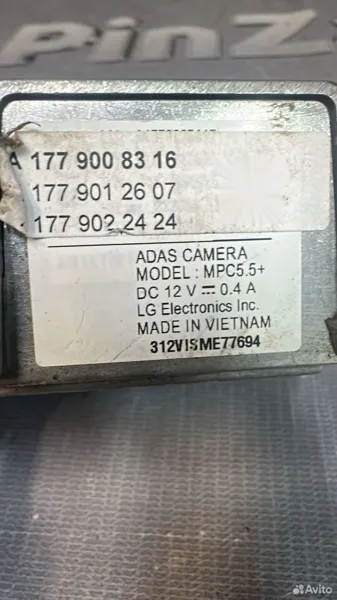 PinZ
A 177 900 83 16
177 901 26 07
177 902 24 24
ADAS CAMERA
MODEL : MPC5.5+
DC 12 V ⎓ 0.4 A
LG Electronics Inc.
MADE IN VIETNAM
312VISME77694
Avito